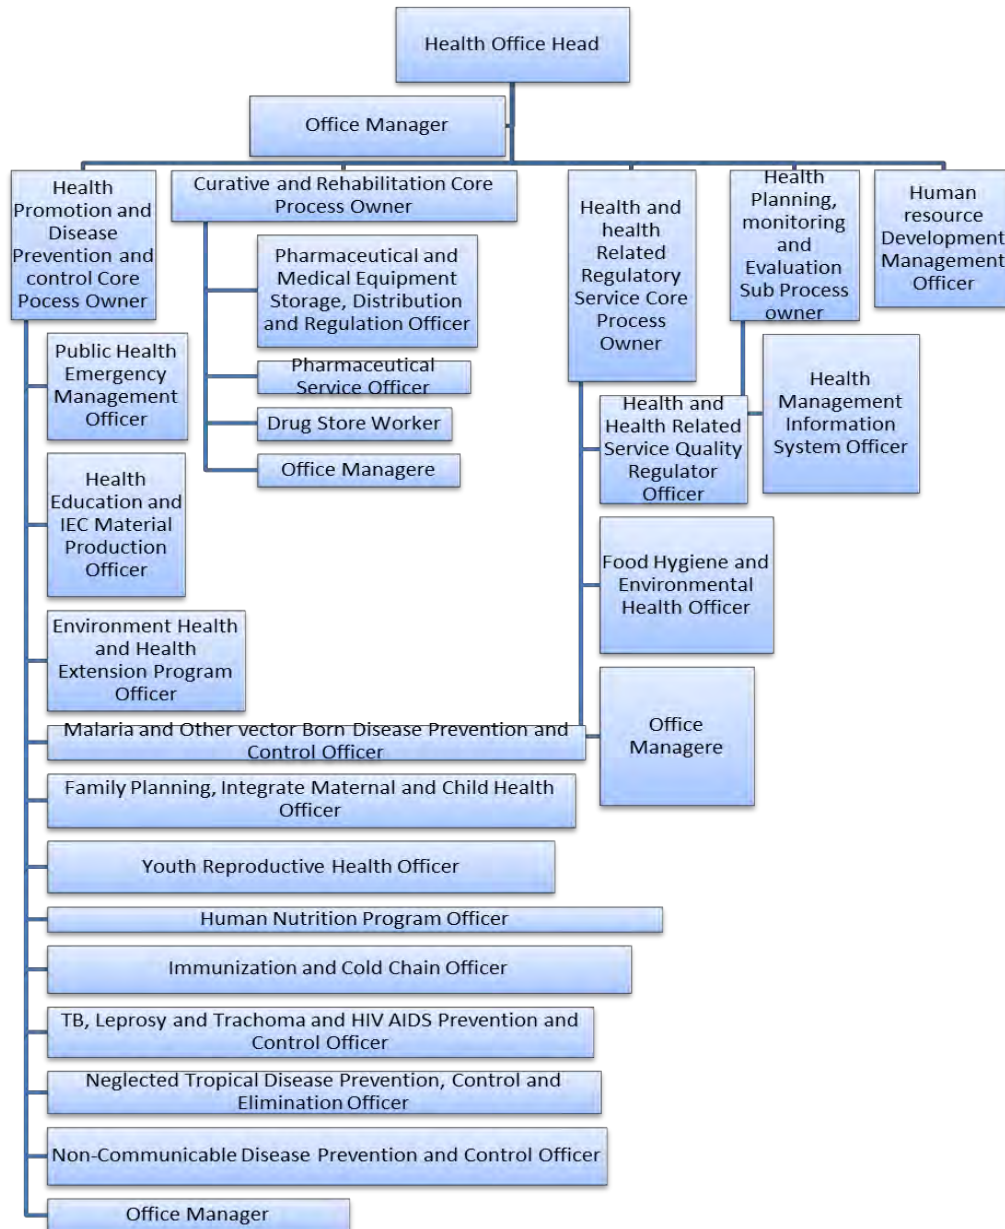 Health Office Head
Office Manager
Health
Promotion and
Disease
Prevention and
control Core
Pocess Owner
Public Health
Emergency
Management
Officer
Health
Education and
IEC Material
Production
Officer
Environment Health
and Health
Extension Program
Officer
Malaria and Other vector Born Disease Prevention and
Control Officer
Family Planning, Integrate Maternal and Child Health
Officer
Youth Reproductive Health Officer
Human Nutrition Program Officer
Immunization and Cold Chain Officer
TB, Leprosy and Trachoma and HIV AIDS Prevention and
Control Officer
Neglected Tropical Disease Prevention, Control and
Elimination Officer
Non-Communicable Disease Prevention and Control Officer
Office Manager
Curative and Rehabilitation Core
Process Owner
Pharmaceutical and
Medical Equipment
Storage, Distribution
and Regulation Officer
Pharmaceutical
Service Officer
Drug Store Worker
Office Managere
Health and
health
Related
Regulatory
Service Core
Process
Owner
Health and
Health Related
Service Quality
Regulator
Officer
Food Hygiene and
Environmental
Health Officer
Office
Managere
Health
Planning,
monitoring
and
Evaluation
Sub Process
owner
Health
Management
Information
System Officer
Human
resource
Development
Management
Officer